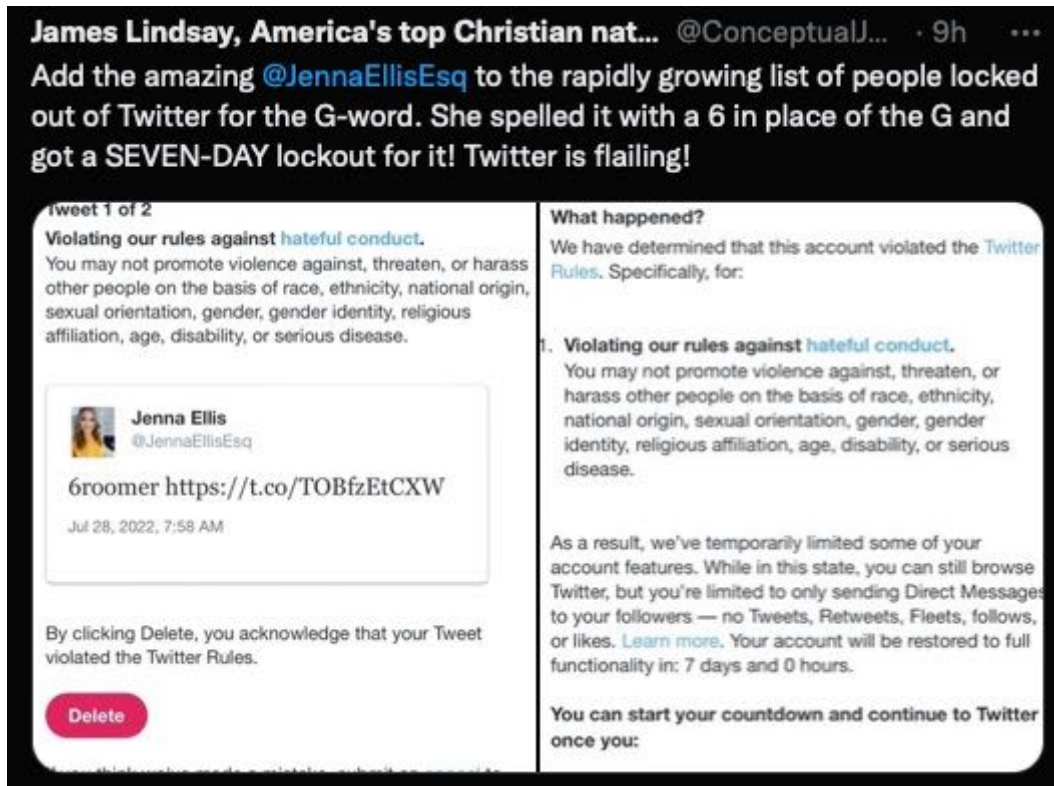 James Lindsay, America's top Christian nat... @ConceptualJ... · 9h ...
Add the amazing @JennaEllisEsq to the rapidly growing list of people locked
out of Twitter for the G-word. She spelled it with a 6 in place of the G and
got a SEVEN-DAY lockout for it! Twitter is flailing!
Tweet 1 of 2
Violating our rules against hateful conduct.
You may not promote violence against, threaten, or harass
other people on the basis of race, ethnicity, national origin,
sexual orientation, gender, gender identity, religious
affiliation, age, disability, or serious disease.
Jenna Ellis
@JennaEllisEsq
6roomer https://t.co/TOBfzEtCXW
Jul 28, 2022, 7:58 AM
By clicking Delete, you acknowledge that your Tweet
violated the Twitter Rules.
Delete
What happened?
We have determined that this account violated the Twitter
Rules. Specifically, for:
1. Violating our rules against hateful conduct.
You may not promote violence against, threaten, or
harass other people on the basis of race, ethnicity,
national origin, sexual orientation, gender, gender
identity, religious affiliation, age, disability, or serious
disease.
As a result, we've temporarily limited some of your
account features. While in this state, you can still browse
Twitter, but you're limited to only sending Direct Messages
to your followers — no Tweets, Retweets, Fleets, follows,
or likes. Learn more. Your account will be restored to full
functionality in: 7 days and 0 hours.
You can start your countdown and continue to Twitter
once you: